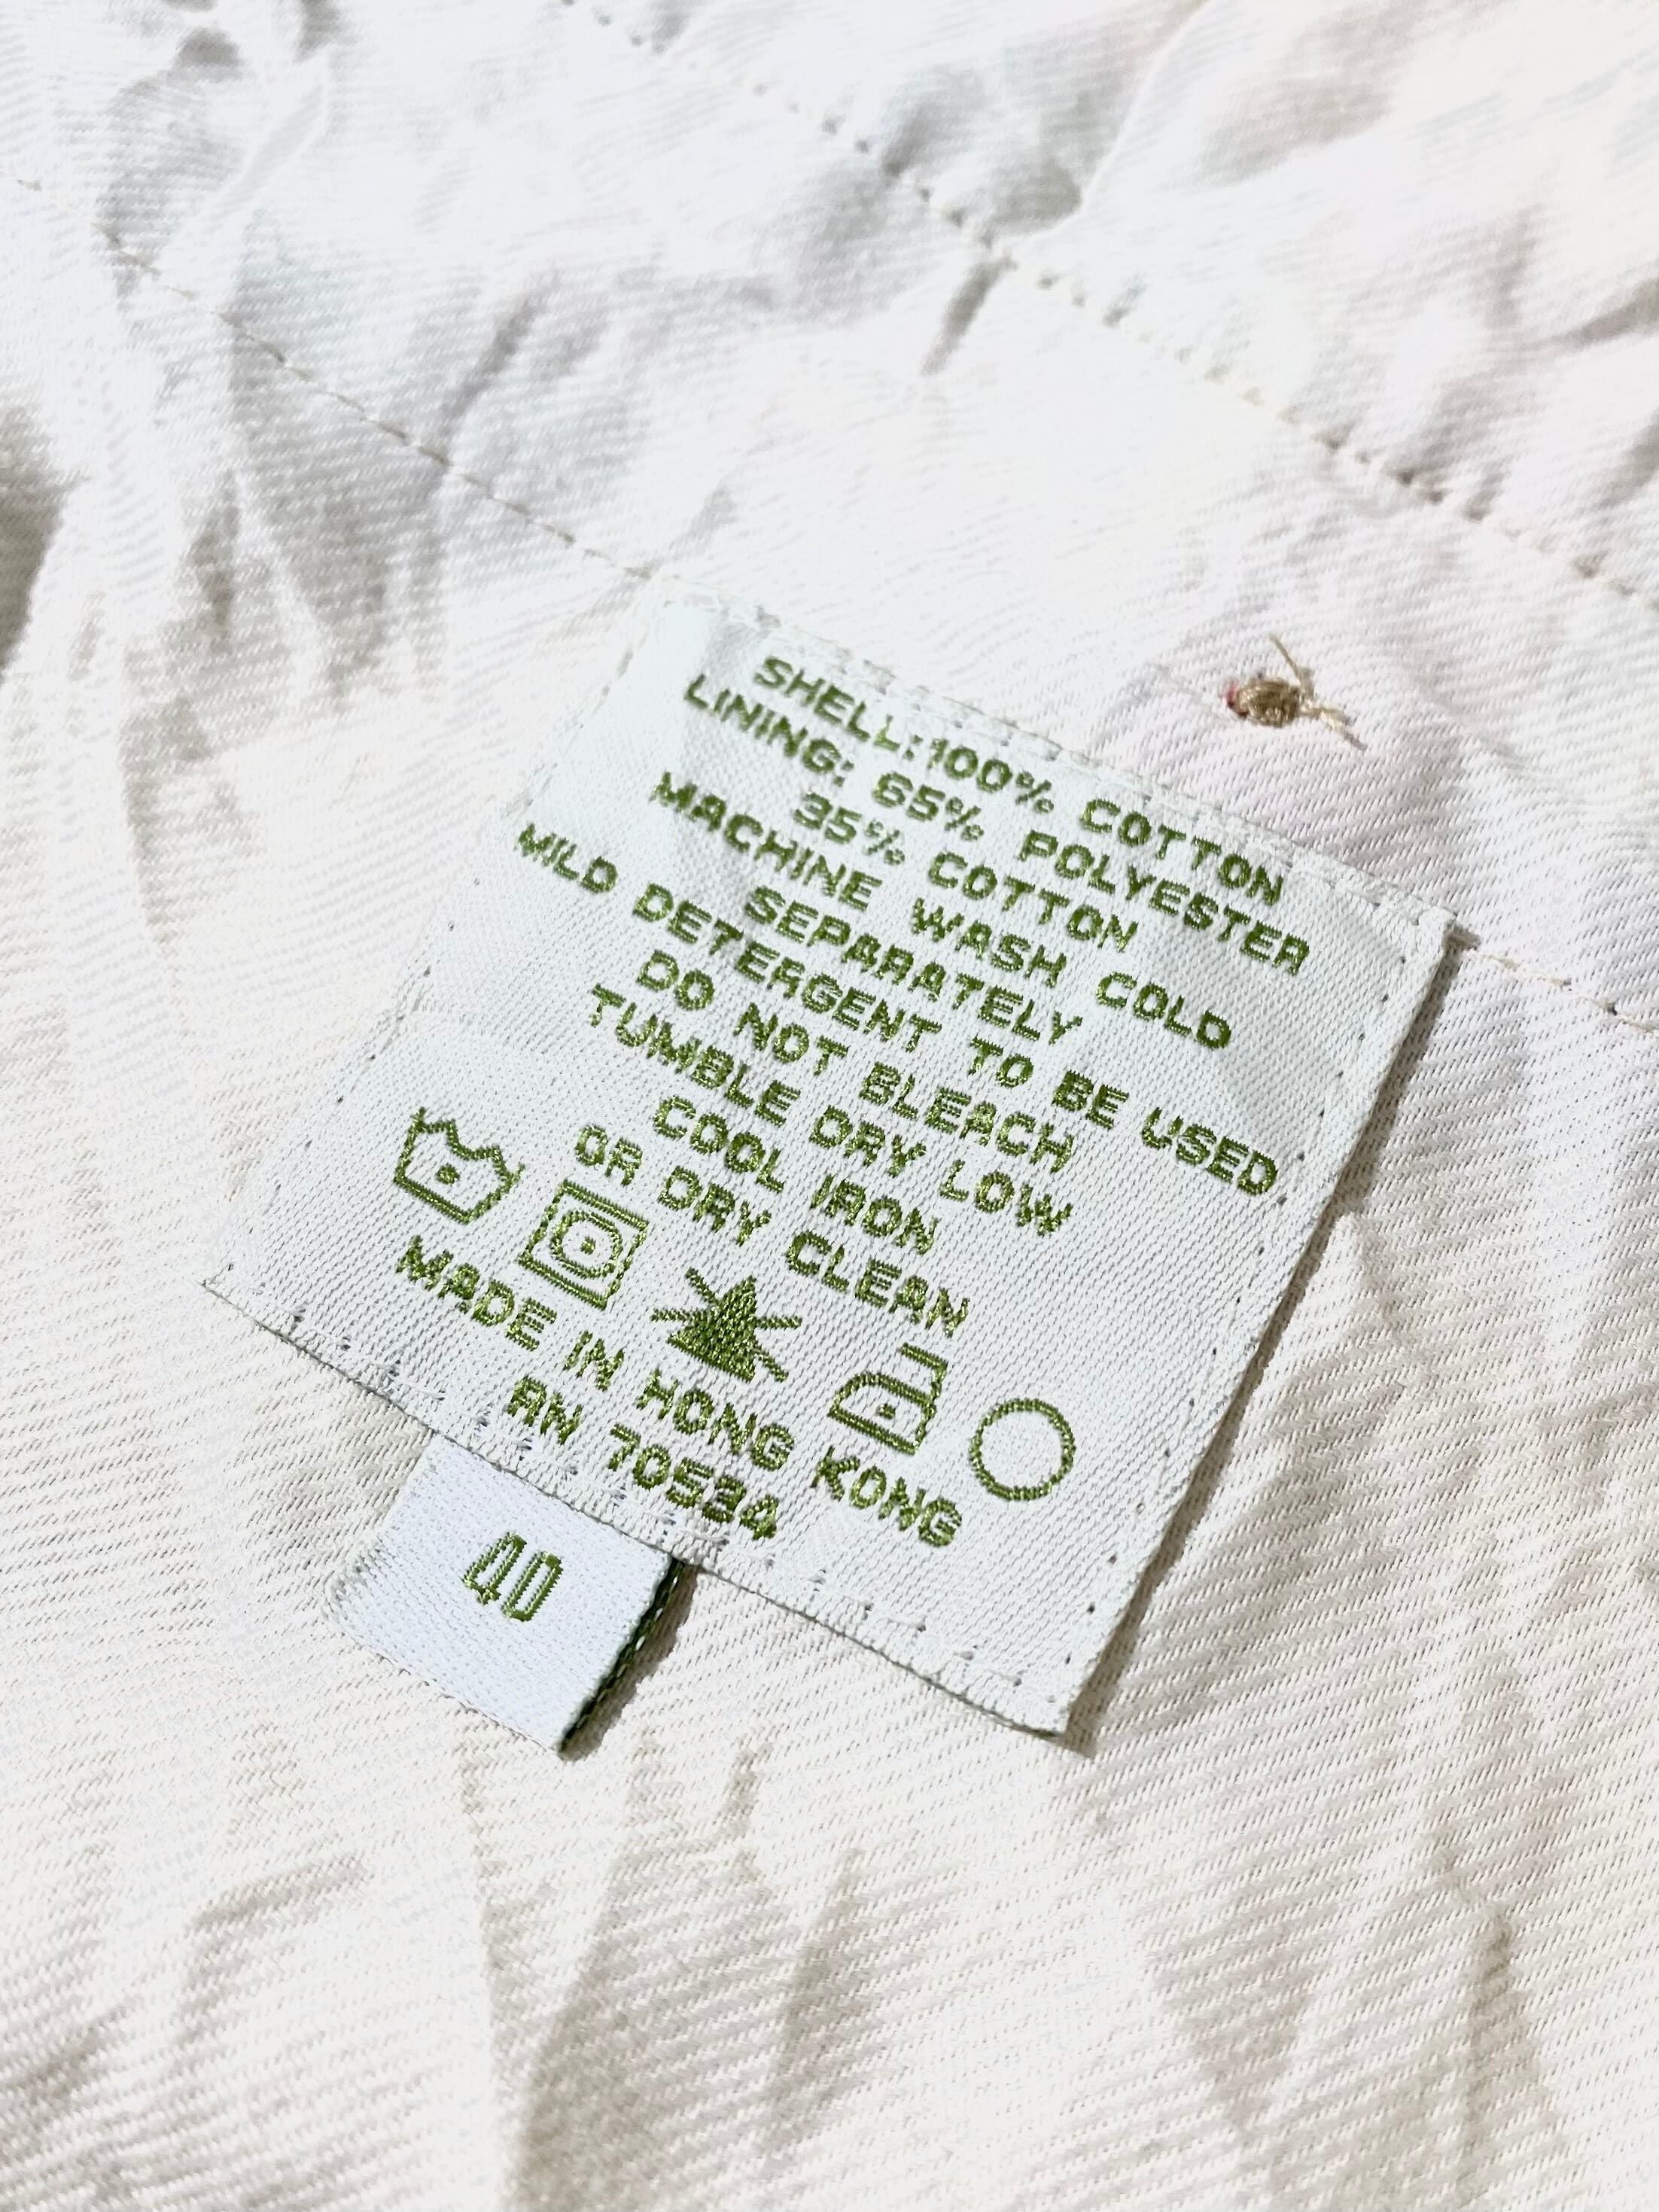 SHELL:100% COTTON
LINING: 65% POLYESTER
35% COTTON
MACHINE WASH COLD
SEPARATELY
MILD DETERGENT TO BE USED
DO NOT BLEACH
TUMBLE DRY LOW
COOL IRON
OR DRY CLEAN
MADE IN HONG KONG
RN 70534
40